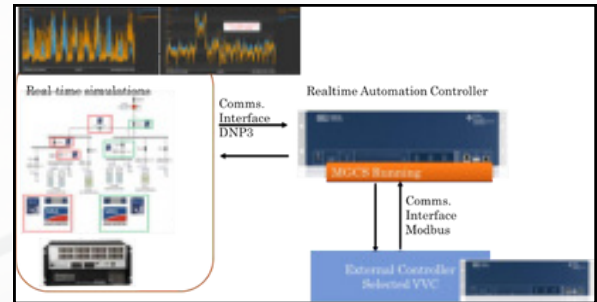 Real-time simulations
Comms.
Interface
DNP3
Realtime Automation Controller
MGCS Running
Comms.
Interface
Modbus
External Controller
Selected VVC